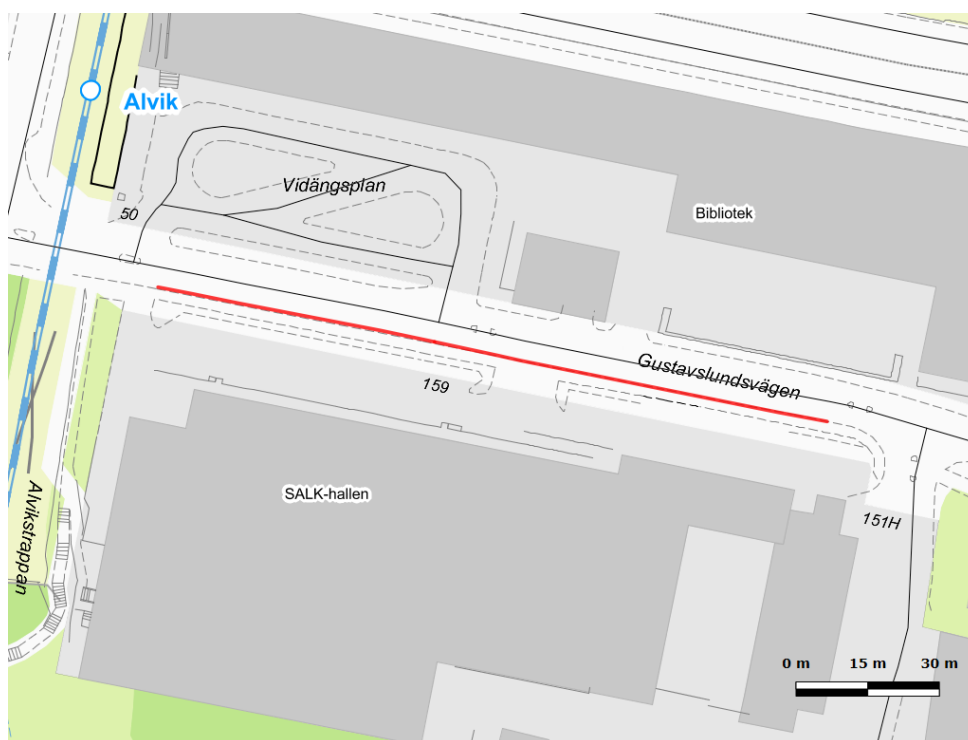 Alvik
Vidängsplan
50
Bibliotek
Gustavslundsvägen
159
SALK-hallen
151H
Alvikstrappan
0 m 15 m 30 m